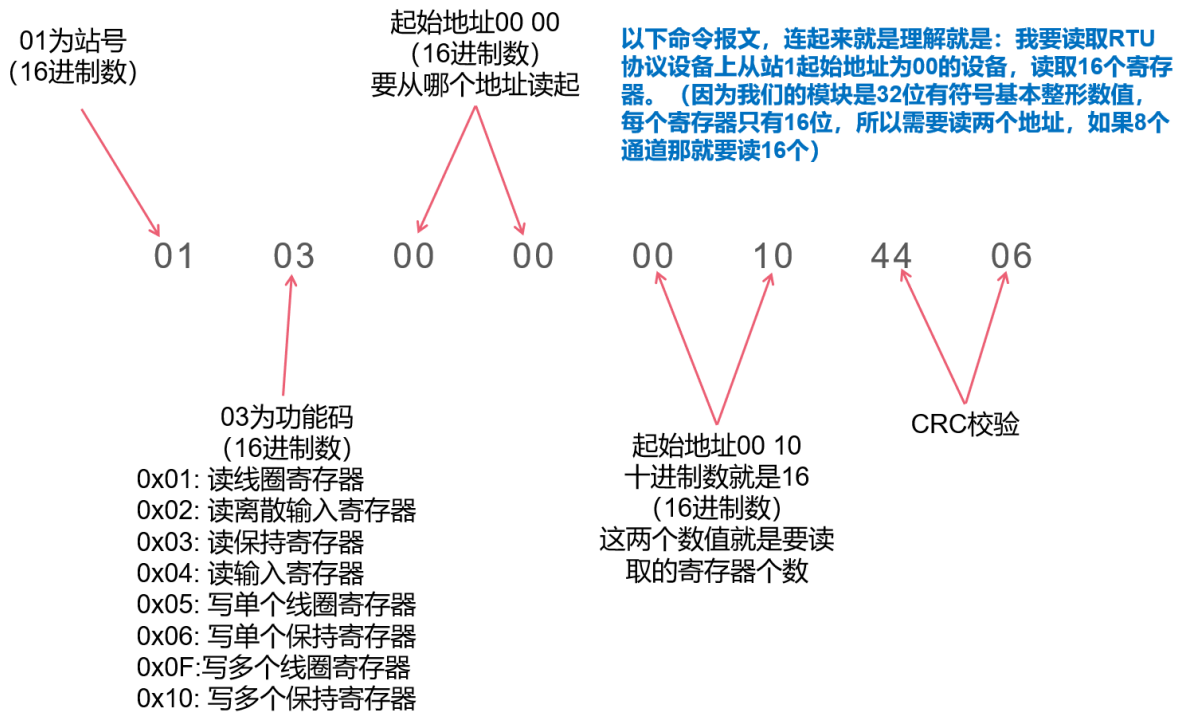 01为站号
（16进制数）
起始地址00 00
（16进制数）
要从哪个地址读起
以下命令报文，连起来就是理解就是：我要读取RTU
协议设备上从站1起始地址为00的设备，读取16个寄存
器。（因为我们的模块是32位有符号基本整形数值，
每个寄存器只有16位，所以需要读两个地址，如果8个
通道那就要读16个）
01 03 00 00 00 10 44 06
03为功能码
（16进制数）
0x01: 读线圈寄存器
0x02: 读离散输入寄存器
0x03: 读保持寄存器
0x04: 读输入寄存器
0x05: 写单个线圈寄存器
0x06: 写单个保持寄存器
0x0F:写多个线圈寄存器
0x10: 写多个保持寄存器
起始地址00 10
十进制数就是16
（16进制数）
这两个数值就是要读
取的寄存器个数
CRC校验